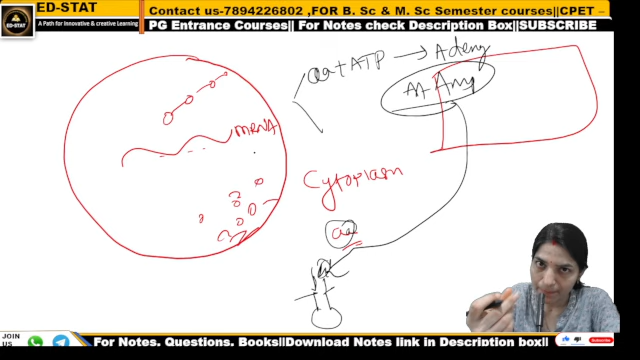 ED-STAT
A Path for Innovative & creative Learning
Contact us-7894226802 ,FOR B. Sc & M. Sc Semester courses||CPET –
PG Entrance Courses|| For Notes Check Description Box||SUBSCRIBE
aa + ATP → Adeny
AA Amp
mRNA
Cytoplasm
aa
JOIN US
For Notes. Questions. Books||Download Notes link in Description box||